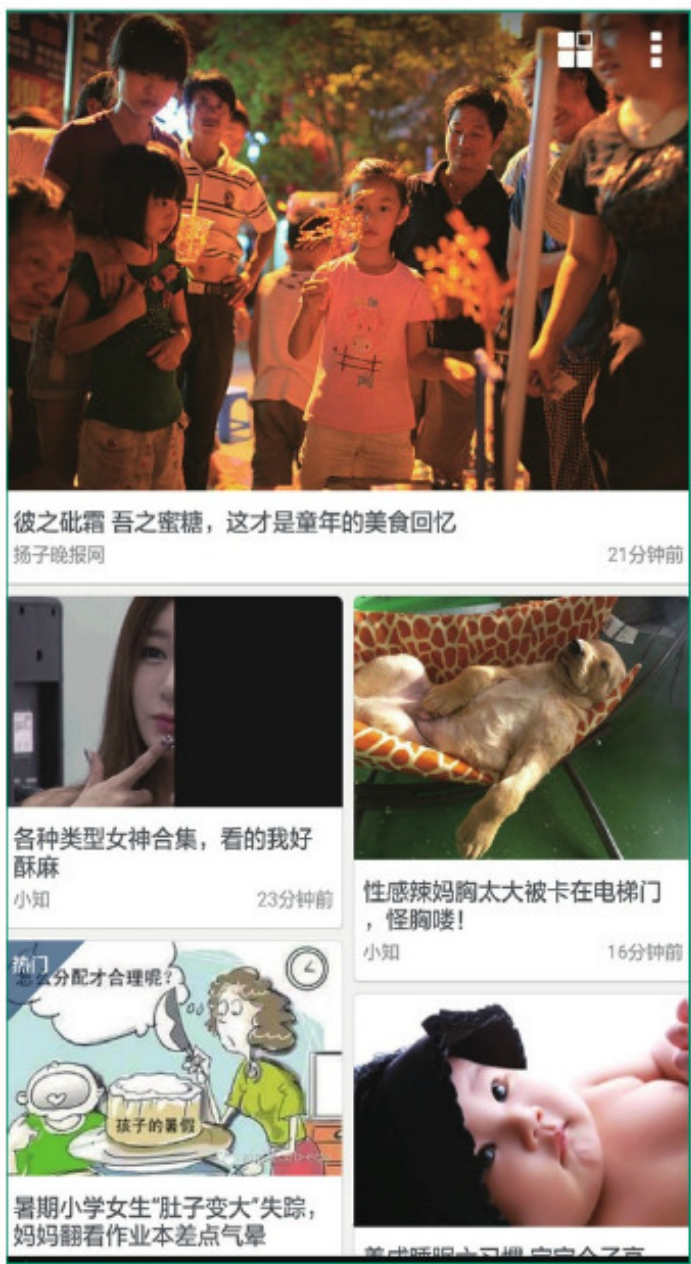 彼之砒霜 吾之蜜糖，这才是童年的美食回忆
扬子晚报网
21分钟前
各种类型女神合集，看的我好
酥麻
小知
23分钟前
性感辣妈胸太大被卡在电梯门
，怪胸喽！
小知
16分钟前
热门
怎么分配才合理呢？
孩子的暑假
暑期小学女生“肚子变大”失踪，
妈妈翻看作业本差点气晕